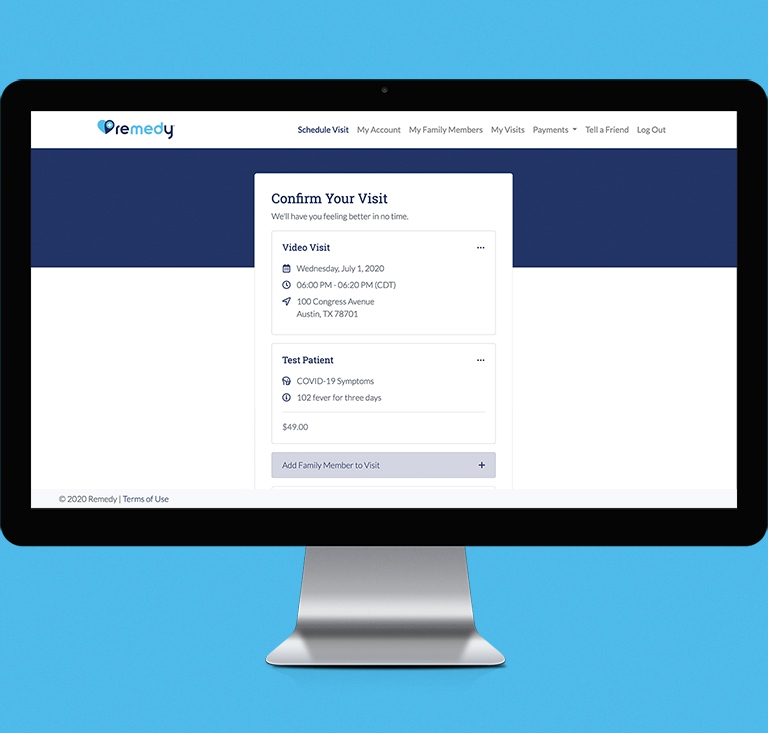 remedy
Schedule Visit My Account My Family Members My Visits Payments Tell a Friend Log Out
Confirm Your Visit
We'll have you feeling better in no time.
Video Visit
Wednesday, July 1, 2020
06:00 PM - 06:20 PM (CDT)
100 Congress Avenue
Austin, TX 78701
Test Patient
COVID-19 Symptoms
102 fever for three days
$49.00
Add Family Member to Visit +
© 2020 Remedy | Terms of Use